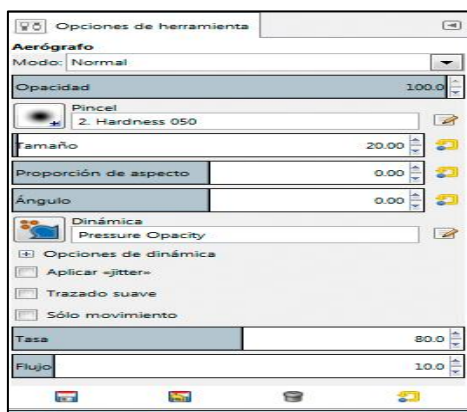 Opciones de herramienta
Aerógrafo
Modo: Normal
Opacidad 100.0
Pincel
2. Hardness 050
Tamaño 20.00
Proporción de aspecto 0.00
Ángulo 0.00
Dinámica
Pressure Opacity
Opciones de dinámica
Aplicar «jitter»
Trazado suave
Sólo movimiento
Tasa 80.0
Flujo 10.0